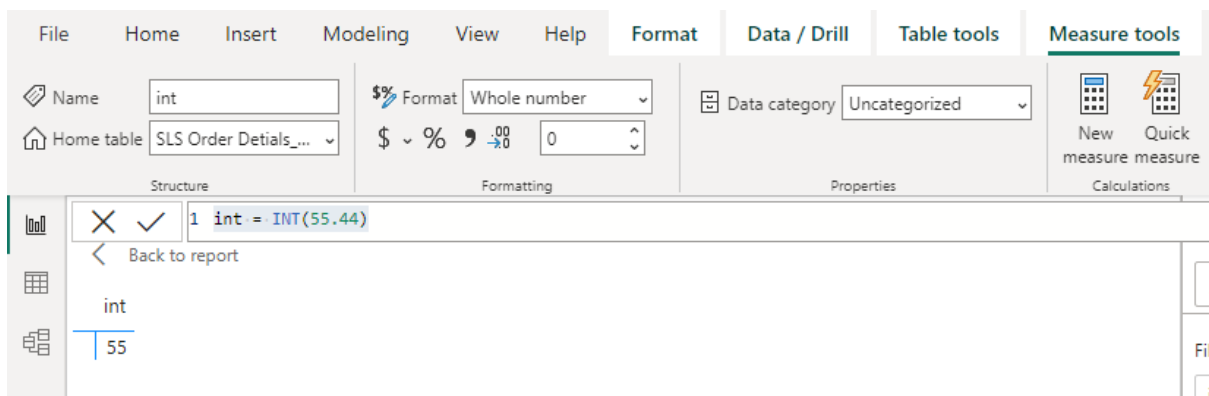 File Home Insert Modeling View Help Format Data / Drill Table tools Measure tools
Name int
Home table SLS Order Detials_...
Structure
$% Format Whole number
$ % , .00 →0 0
Formatting
Data category Uncategorized
Properties
New measure
Quick measure
Calculations
1 int = INT(55.44)
Back to report
int
55